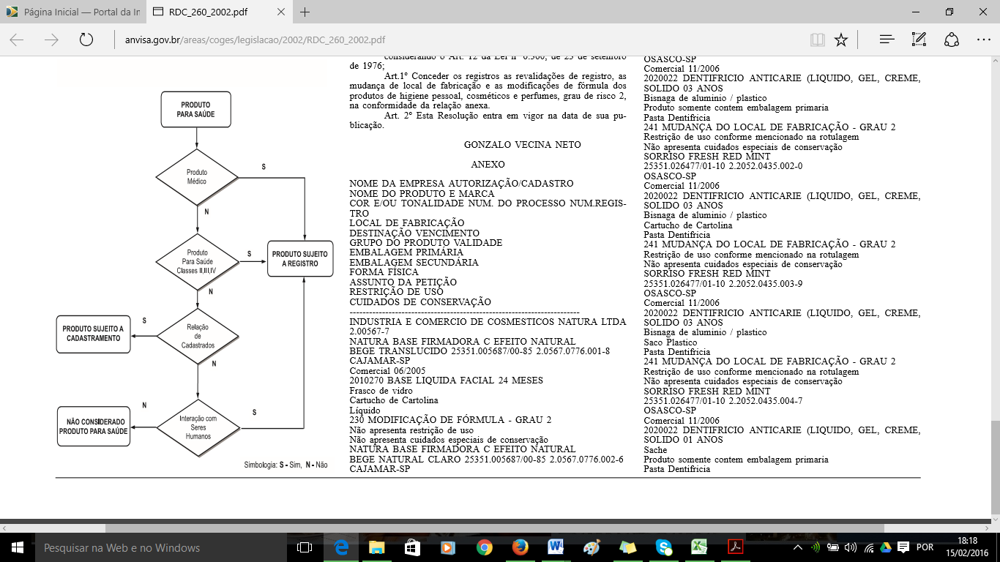 Página Inicial — Portal da In
RDC_260_2002.pdf
anvisa.gov.br/areas/coges/legislacao/2002/RDC_260_2002.pdf
PRODUTO
PARA SAÚDE
Produto
Médico
S
N
Produto
Para Saúde
Classes II,III,IV
S
PRODUTO SUJEITO
A REGISTRO
N
PRODUTO SUJEITO A
CADASTRAMENTO
S
Relação
de
Cadastrados
N
NÃO CONSIDERADO
PRODUTO PARA SAÚDE
N
Interação com
Seres
Humanos
S
Simbologia: S - Sim, N - Não
considerando o Art. 12 da Lei nº 6.360, de 23 de setembro
de 1976;
Art.1º Conceder os registros as revalidações de registro, as
mudança de local de fabricação e as modificações de fórmula dos
produtos de higiene pessoal, cosméticos e perfumes, grau de risco 2,
na conformidade da relação anexa.
Art. 2º Esta Resolução entra em vigor na data de sua pu-
blicação.
GONZALO VECINA NETO
ANEXO
NOME DA EMPRESA AUTORIZAÇÃO/CADASTRO
NOME DO PRODUTO E MARCA
COR E/OU TONALIDADE NUM. DO PROCESSO NUM.REGIS-
TRO
LOCAL DE FABRICAÇÃO
DESTINAÇÃO VENCIMENTO
GRUPO DO PRODUTO VALIDADE
EMBALAGEM PRIMÁRIA
EMBALAGEM SECUNDÁRIA
FORMA FÍSICA
ASSUNTO DA PETIÇÃO
RESTRIÇÃO DE USO
CUIDADOS DE CONSERVAÇÃO
-----------------------------------------------------------------------
INDUSTRIA E COMERCIO DE COSMESTICOS NATURA LTDA
2.00567-7
NATURA BASE FIRMADORA C EFEITO NATURAL
BEGE TRANSLUCIDO 25351.005687/00-85 2.0567.0776.001-8
CAJAMAR-SP
Comercial 06/2005
2010270 BASE LIQUIDA FACIAL 24 MESES
Frasco de vidro
Cartucho de Cartolina
Líquido
230 MODIFICAÇÃO DE FÓRMULA - GRAU 2
Não apresenta restrição de uso
Não apresenta cuidados especiais de conservação
NATURA BASE FIRMADORA C EFEITO NATURAL
BEGE NATURAL CLARO 25351.005687/00-85 2.0567.0776.002-6
CAJAMAR-SP
OSASCO-SP
Comercial 11/2006
2020022 DENTIFRICIO ANTICARIE (LIQUIDO, GEL, CREME,
SOLIDO 03 ANOS
Bisnaga de aluminio / plastico
Produto somente contem embalagem primaria
Pasta Dentifricia
241 MUDANÇA DO LOCAL DE FABRICAÇÃO - GRAU 2
Restrição de uso conforme mencionado na rotulagem
Não apresenta cuidados especiais de conservação
SORRISO FRESH RED MINT
25351.026477/01-10 2.2052.0435.002-0
OSASCO-SP
Comercial 11/2006
2020022 DENTIFRICIO ANTICARIE (LIQUIDO, GEL, CREME,
SOLIDO 03 ANOS
Bisnaga de aluminio / plastico
Cartucho de Cartolina
Pasta Dentifricia
241 MUDANÇA DO LOCAL DE FABRICAÇÃO - GRAU 2
Restrição de uso conforme mencionado na rotulagem
Não apresenta cuidados especiais de conservação
SORRISO FRESH RED MINT
25351.026477/01-10 2.2052.0435.003-9
OSASCO-SP
Comercial 11/2006
2020022 DENTIFRICIO ANTICARIE (LIQUIDO, GEL, CREME,
SOLIDO 03 ANOS
Bisnaga de aluminio / plastico
Saco Plastico
Pasta Dentifricia
241 MUDANÇA DO LOCAL DE FABRICAÇÃO - GRAU 2
Restrição de uso conforme mencionado na rotulagem
Não apresenta cuidados especiais de conservação
SORRISO FRESH RED MINT
25351.026477/01-10 2.2052.0435.004-7
OSASCO-SP
Comercial 11/2006
2020022 DENTIFRICIO ANTICARIE (LIQUIDO, GEL, CREME,
SOLIDO 01 ANOS
Sache
Produto somente contem embalagem primaria
Pasta Dentifricia
Pesquisar na Web e no Windows
POR
18:18
15/02/2016